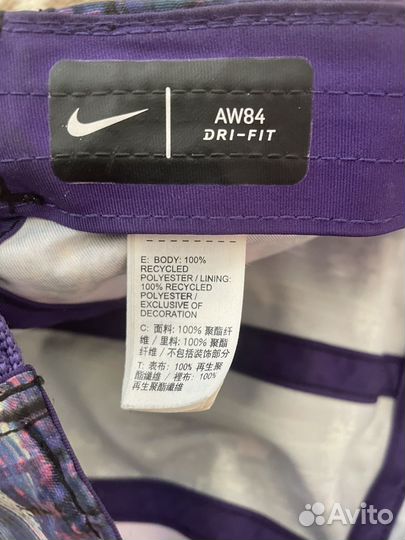 AW84
DRI-FIT
E: BODY: 100%
RECYCLED
POLYESTER / LINING:
100% RECYCLED
POLYESTER /
EXCLUSIVE OF
DECORATION
C: 面料: 100% 聚酯纤
维 / 里料: 100% 聚酯
纤维 / 不包括装饰部分
T: 表布: 100% 再生聚
酯纖維 / 裡布: 100%
再生聚酯纖維
Avito